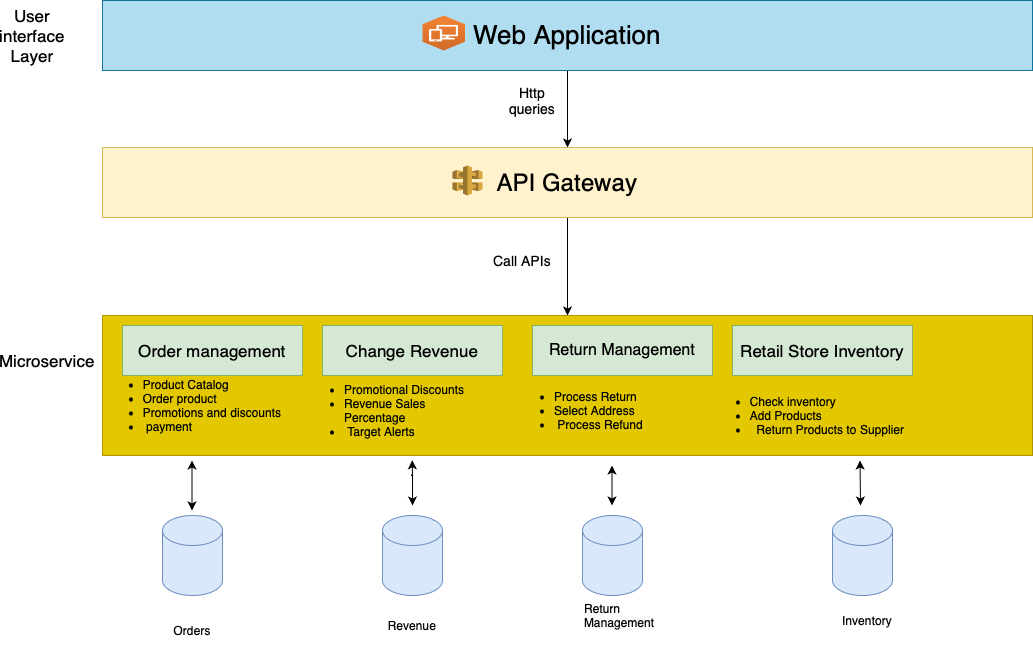 User
interface
Layer
Web Application
Http
queries
API Gateway
Call APIs
Microservice
Order management
Change Revenue
Return Management
Retail Store Inventory
Product Catalog
Order product
Promotions and discounts
payment
Promotional Discounts
Revenue Sales
Percentage
Target Alerts
Process Return
Select Address
Process Refund
Check inventory
Add Products
Return Products to Supplier
Orders
Revenue
Return
Management
Inventory